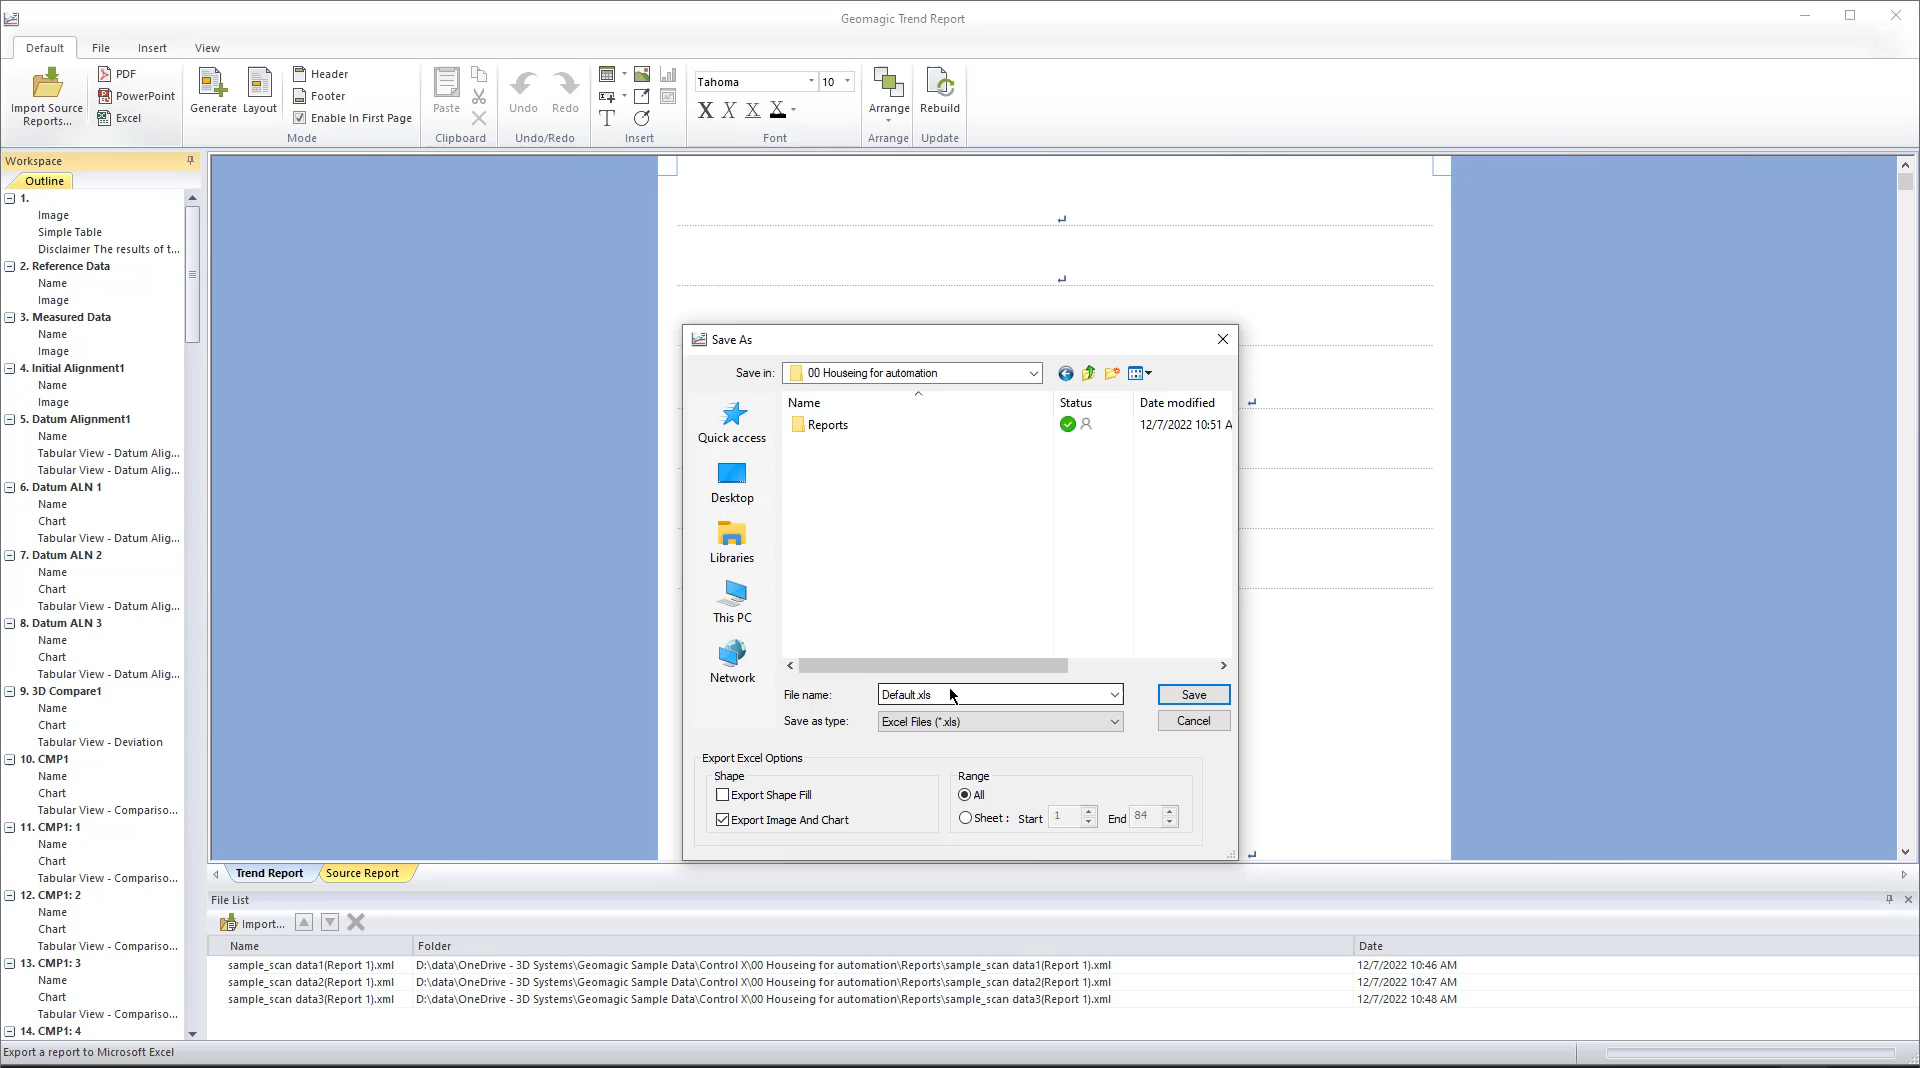 Geomagic Trend Report
Default File Insert View
Import Source Reports...
PDF
PowerPoint
Excel
Generate
Layout
Header
Footer
Enable In First Page
Mode
Paste
Clipboard
Undo
Redo
Undo/Redo
T
Insert
Tahoma 10
X X X X
Font
Arrange
Arrange
Rebuild
Update
Workspace
Outline
1.
Image
Simple Table
Disclaimer The results of t...
2. Reference Data
Name
Image
3. Measured Data
Name
Image
4. Initial Alignment1
Name
Image
5. Datum Alignment1
Name
Tabular View - Datum Alig...
Tabular View - Datum Alig...
6. Datum ALN 1
Name
Chart
Tabular View - Datum Alig...
7. Datum ALN 2
Name
Chart
Tabular View - Datum Alig...
8. Datum ALN 3
Name
Chart
Tabular View - Datum Alig...
9. 3D Compare1
Name
Chart
Tabular View - Deviation
10. CMP1
Name
Chart
Tabular View - Compariso...
11. CMP1: 1
Name
Chart
Tabular View - Compariso...
12. CMP1: 2
Name
Chart
Tabular View - Compariso...
13. CMP1: 3
Name
Chart
Tabular View - Compariso...
14. CMP1: 4
Save As
Save in: 00 Houseing for automation
Quick access
Desktop
Libraries
This PC
Network
Name Status Date modified
Reports 12/7/2022 10:51 A
File name: Default.xls Save
Save as type: Excel Files (*.xls) Cancel
Export Excel Options
Shape
Export Shape Fill
Export Image And Chart
Range
All
Sheet : Start 1 End 84
Trend Report Source Report
File List
Import...
Name Folder Date
sample_scan data1(Report 1).xml D:\data\OneDrive - 3D Systems\Geomagic Sample Data\Control X\00 Houseing for automation\Reports\sample_scan data1(Report 1).xml 12/7/2022 10:46 AM
sample_scan data2(Report 1).xml D:\data\OneDrive - 3D Systems\Geomagic Sample Data\Control X\00 Houseing for automation\Reports\sample_scan data2(Report 1).xml 12/7/2022 10:47 AM
sample_scan data3(Report 1).xml D:\data\OneDrive - 3D Systems\Geomagic Sample Data\Control X\00 Houseing for automation\Reports\sample_scan data3(Report 1).xml 12/7/2022 10:48 AM
Export a report to Microsoft Excel